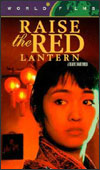 WORLD FILMS
RAISE
the RED
LANTERN